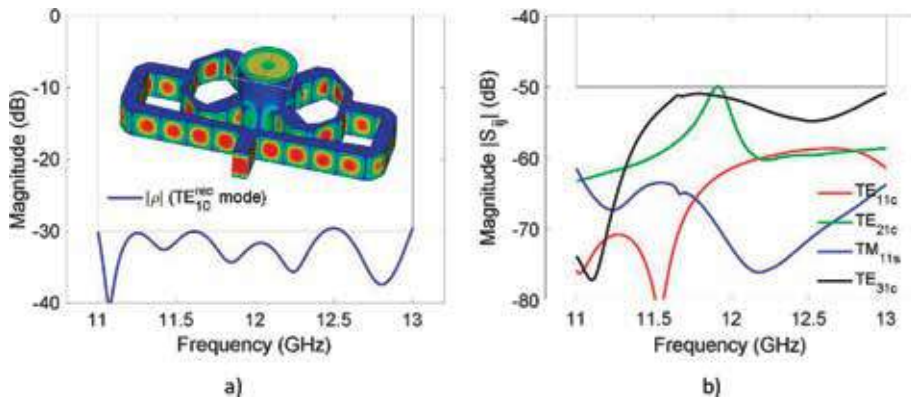 0
-10
-20
-30
-40
Magnitude (dB)
|ρ| (TE₁₀ʳᵉᶜ mode)
11 11.5 12 12.5 13
Frequency (GHz)
a)
-40
-50
-60
-70
-80
Magnitude |Sᵢⱼ| (dB)
TE₁₁c
TE₂₁c
TM₁₁s
TE₃₁c
11 11.5 12 12.5 13
Frequency (GHz)
b)